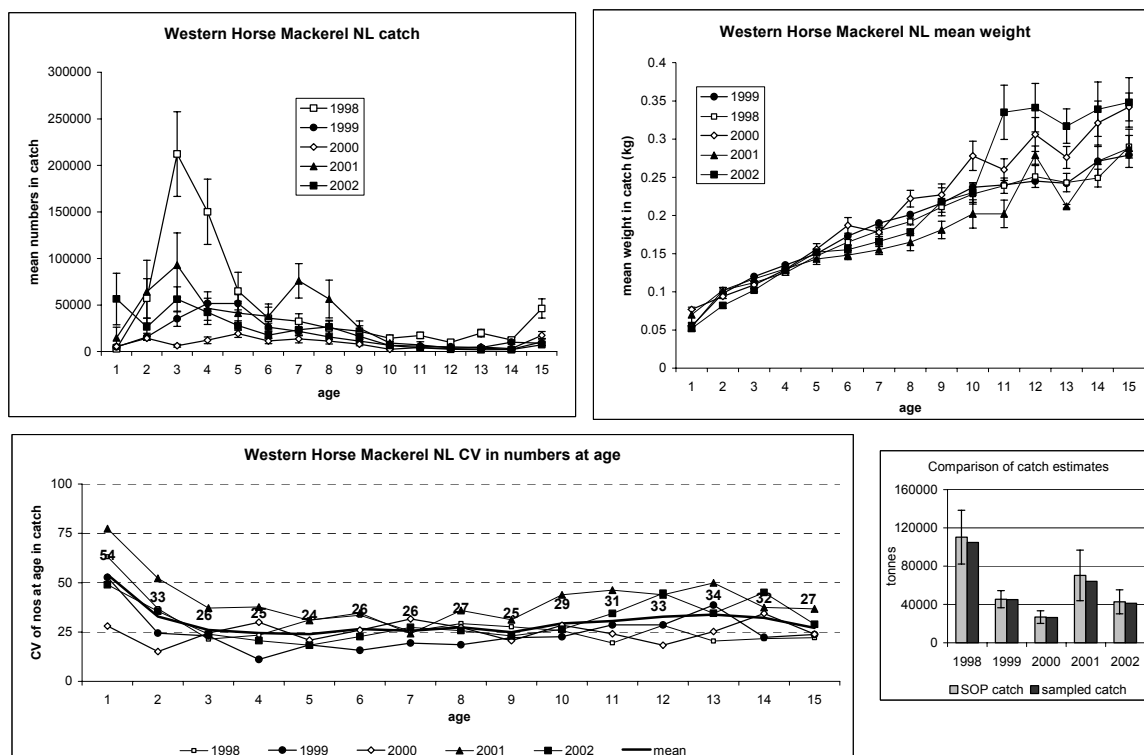 Western Horse Mackerel NL catch
mean numbers in catch
300000
250000
200000
150000
100000
50000
0
1998
1999
2000
2001
2002
1 2 3 4 5 6 7 8 9 10 11 12 13 14 15
age
Western Horse Mackerel NL mean weight
mean weight in catch (kg)
0.4
0.35
0.3
0.25
0.2
0.15
0.1
0.05
0
1999
1998
2000
2001
2002
1 2 3 4 5 6 7 8 9 10 11 12 13 14 15
age
Western Horse Mackerel NL CV in numbers at age
CV of nos at age in catch
100
75
50
25
0
54 33 26 24 26 26 27 25 29 31 33 34 32 27
1 2 3 4 5 6 7 8 9 10 11 12 13 14 15
age
1998 1999 2000 2001 2002 mean
Comparison of catch estimates
tonnes
160000
120000
80000
40000
0
1998 1999 2000 2001 2002
SOP catch sampled catch